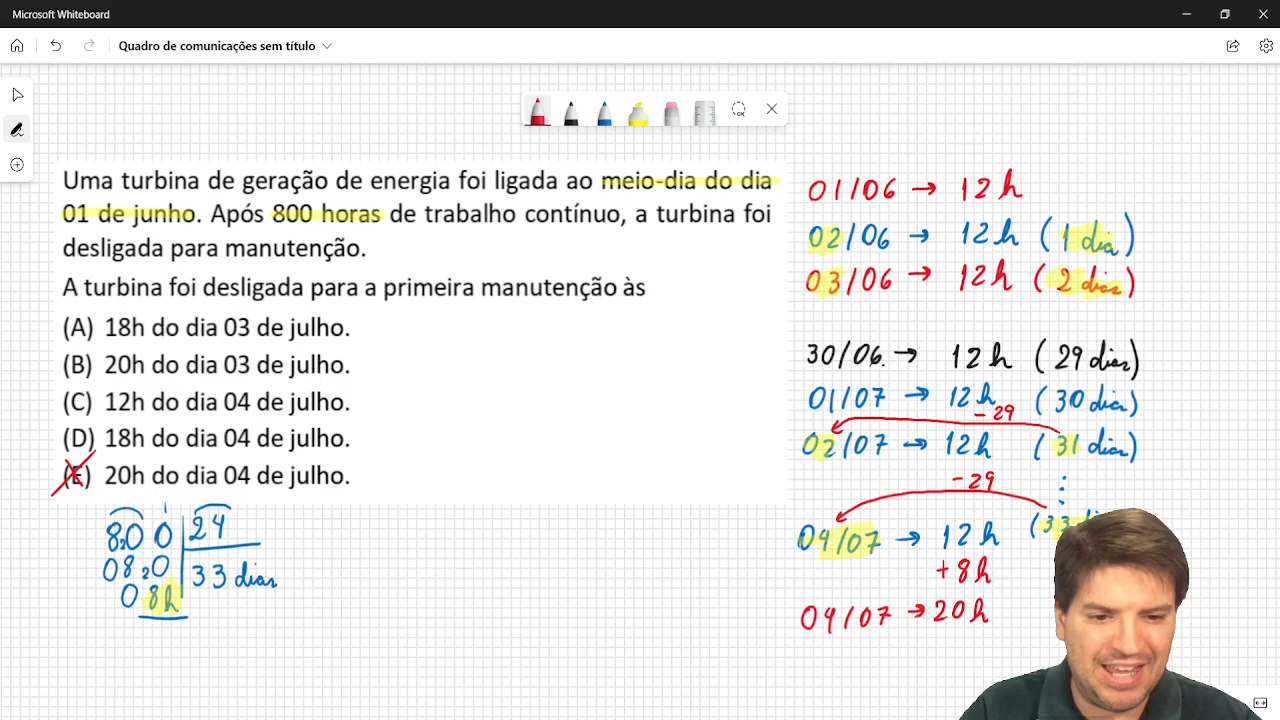 Microsoft Whiteboard
Quadro de comunicações sem título
Uma turbina de geração de energia foi ligada ao meio-dia do dia
01 de junho. Após 800 horas de trabalho contínuo, a turbina foi
desligada para manutenção.
A turbina foi desligada para a primeira manutenção às
(A) 18h do dia 03 de julho.
(B) 20h do dia 03 de julho.
(C) 12h do dia 04 de julho.
(D) 18h do dia 04 de julho.
(E) 20h do dia 04 de julho.
800 24
0820 33 dias
08h
01/06 → 12h
02/06 → 12h (1 dia)
03/06 → 12h (2 dias)
30/06. → 12h (29 dias)
01/07 → 12h (30 dias)
-29
02/07 → 12h (31 dias)
-29
04/07 → 12h (33
+8h
04/07 → 20h